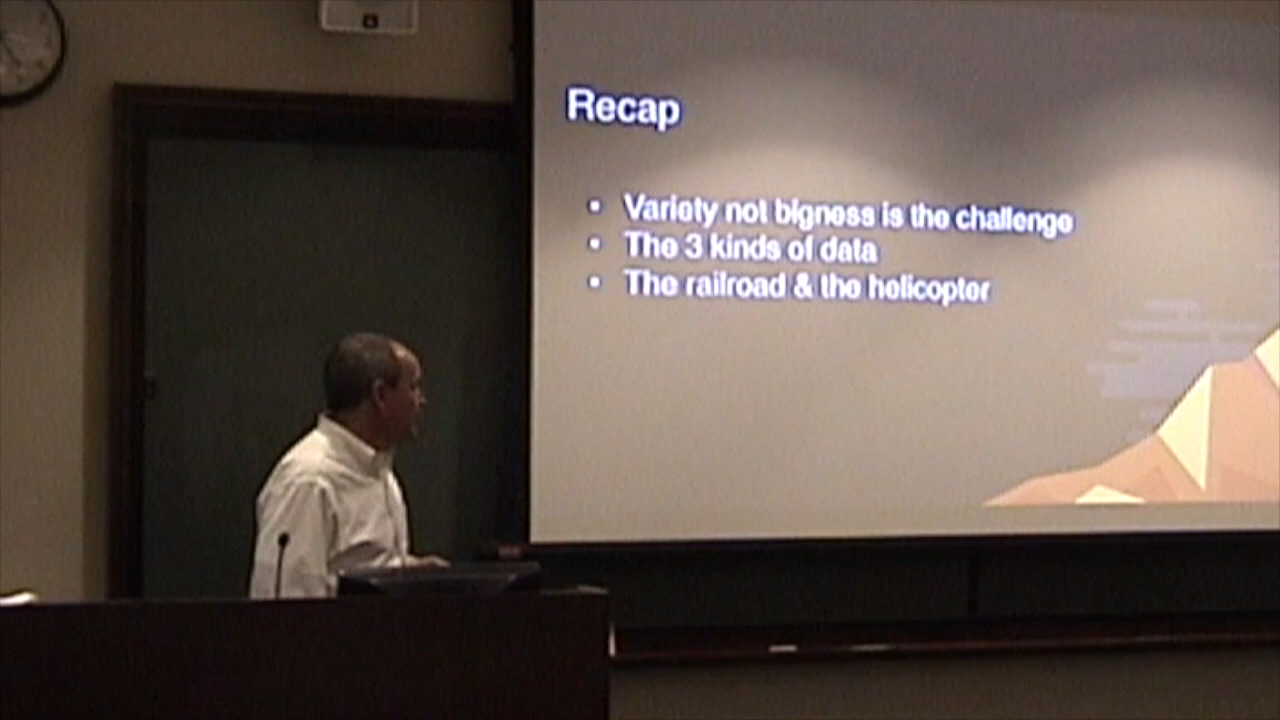 Recap
• Variety not bigness is the challenge
• The 3 kinds of data
• The railroad & the helicopter